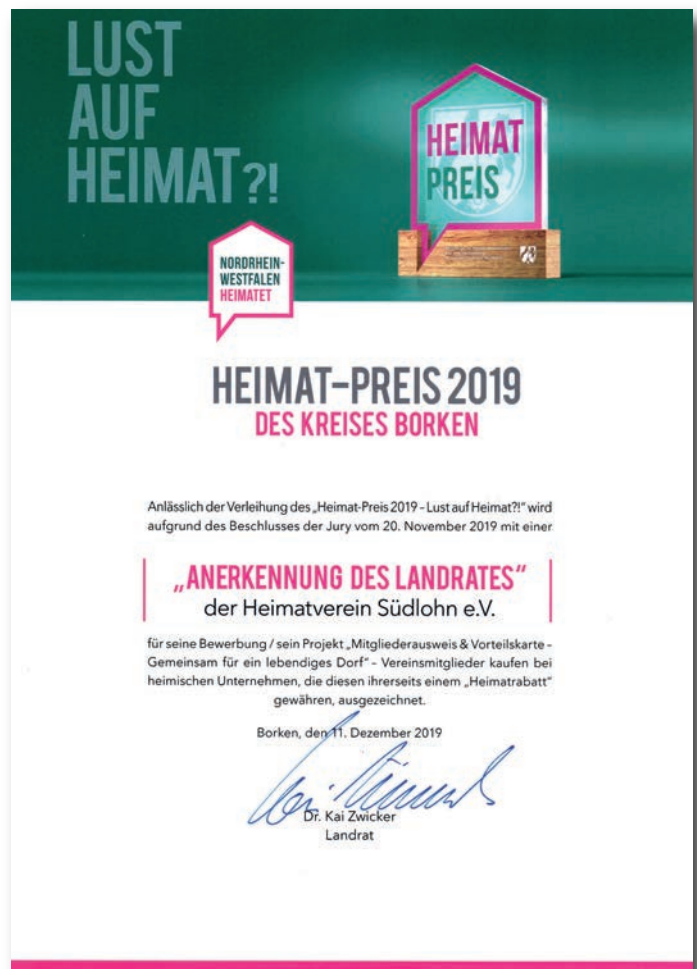 LUST
AUF
HEIMAT?!
HEIMAT
PREIS
NORDRHEIN-
WESTFALEN
HEIMATET
HEIMAT-PREIS 2019
DES KREISES BORKEN
Anlässlich der Verleihung des „Heimat-Preis 2019 - Lust auf Heimat?!" wird
aufgrund des Beschlusses der Jury vom 20. November 2019 mit einer
„ANERKENNUNG DES LANDRATES"
der Heimatverein Südlohn e.V.
für seine Bewerbung / sein Projekt „Mitgliederausweis & Vorteilskarte -
Gemeinsam für ein lebendiges Dorf" - Vereinsmitglieder kaufen bei
heimischen Unternehmen, die diesen ihrerseits einem „Heimatrabatt"
gewähren, ausgezeichnet.
Borken, den 11. Dezember 2019
Dr. Kai Zwicker
Landrat